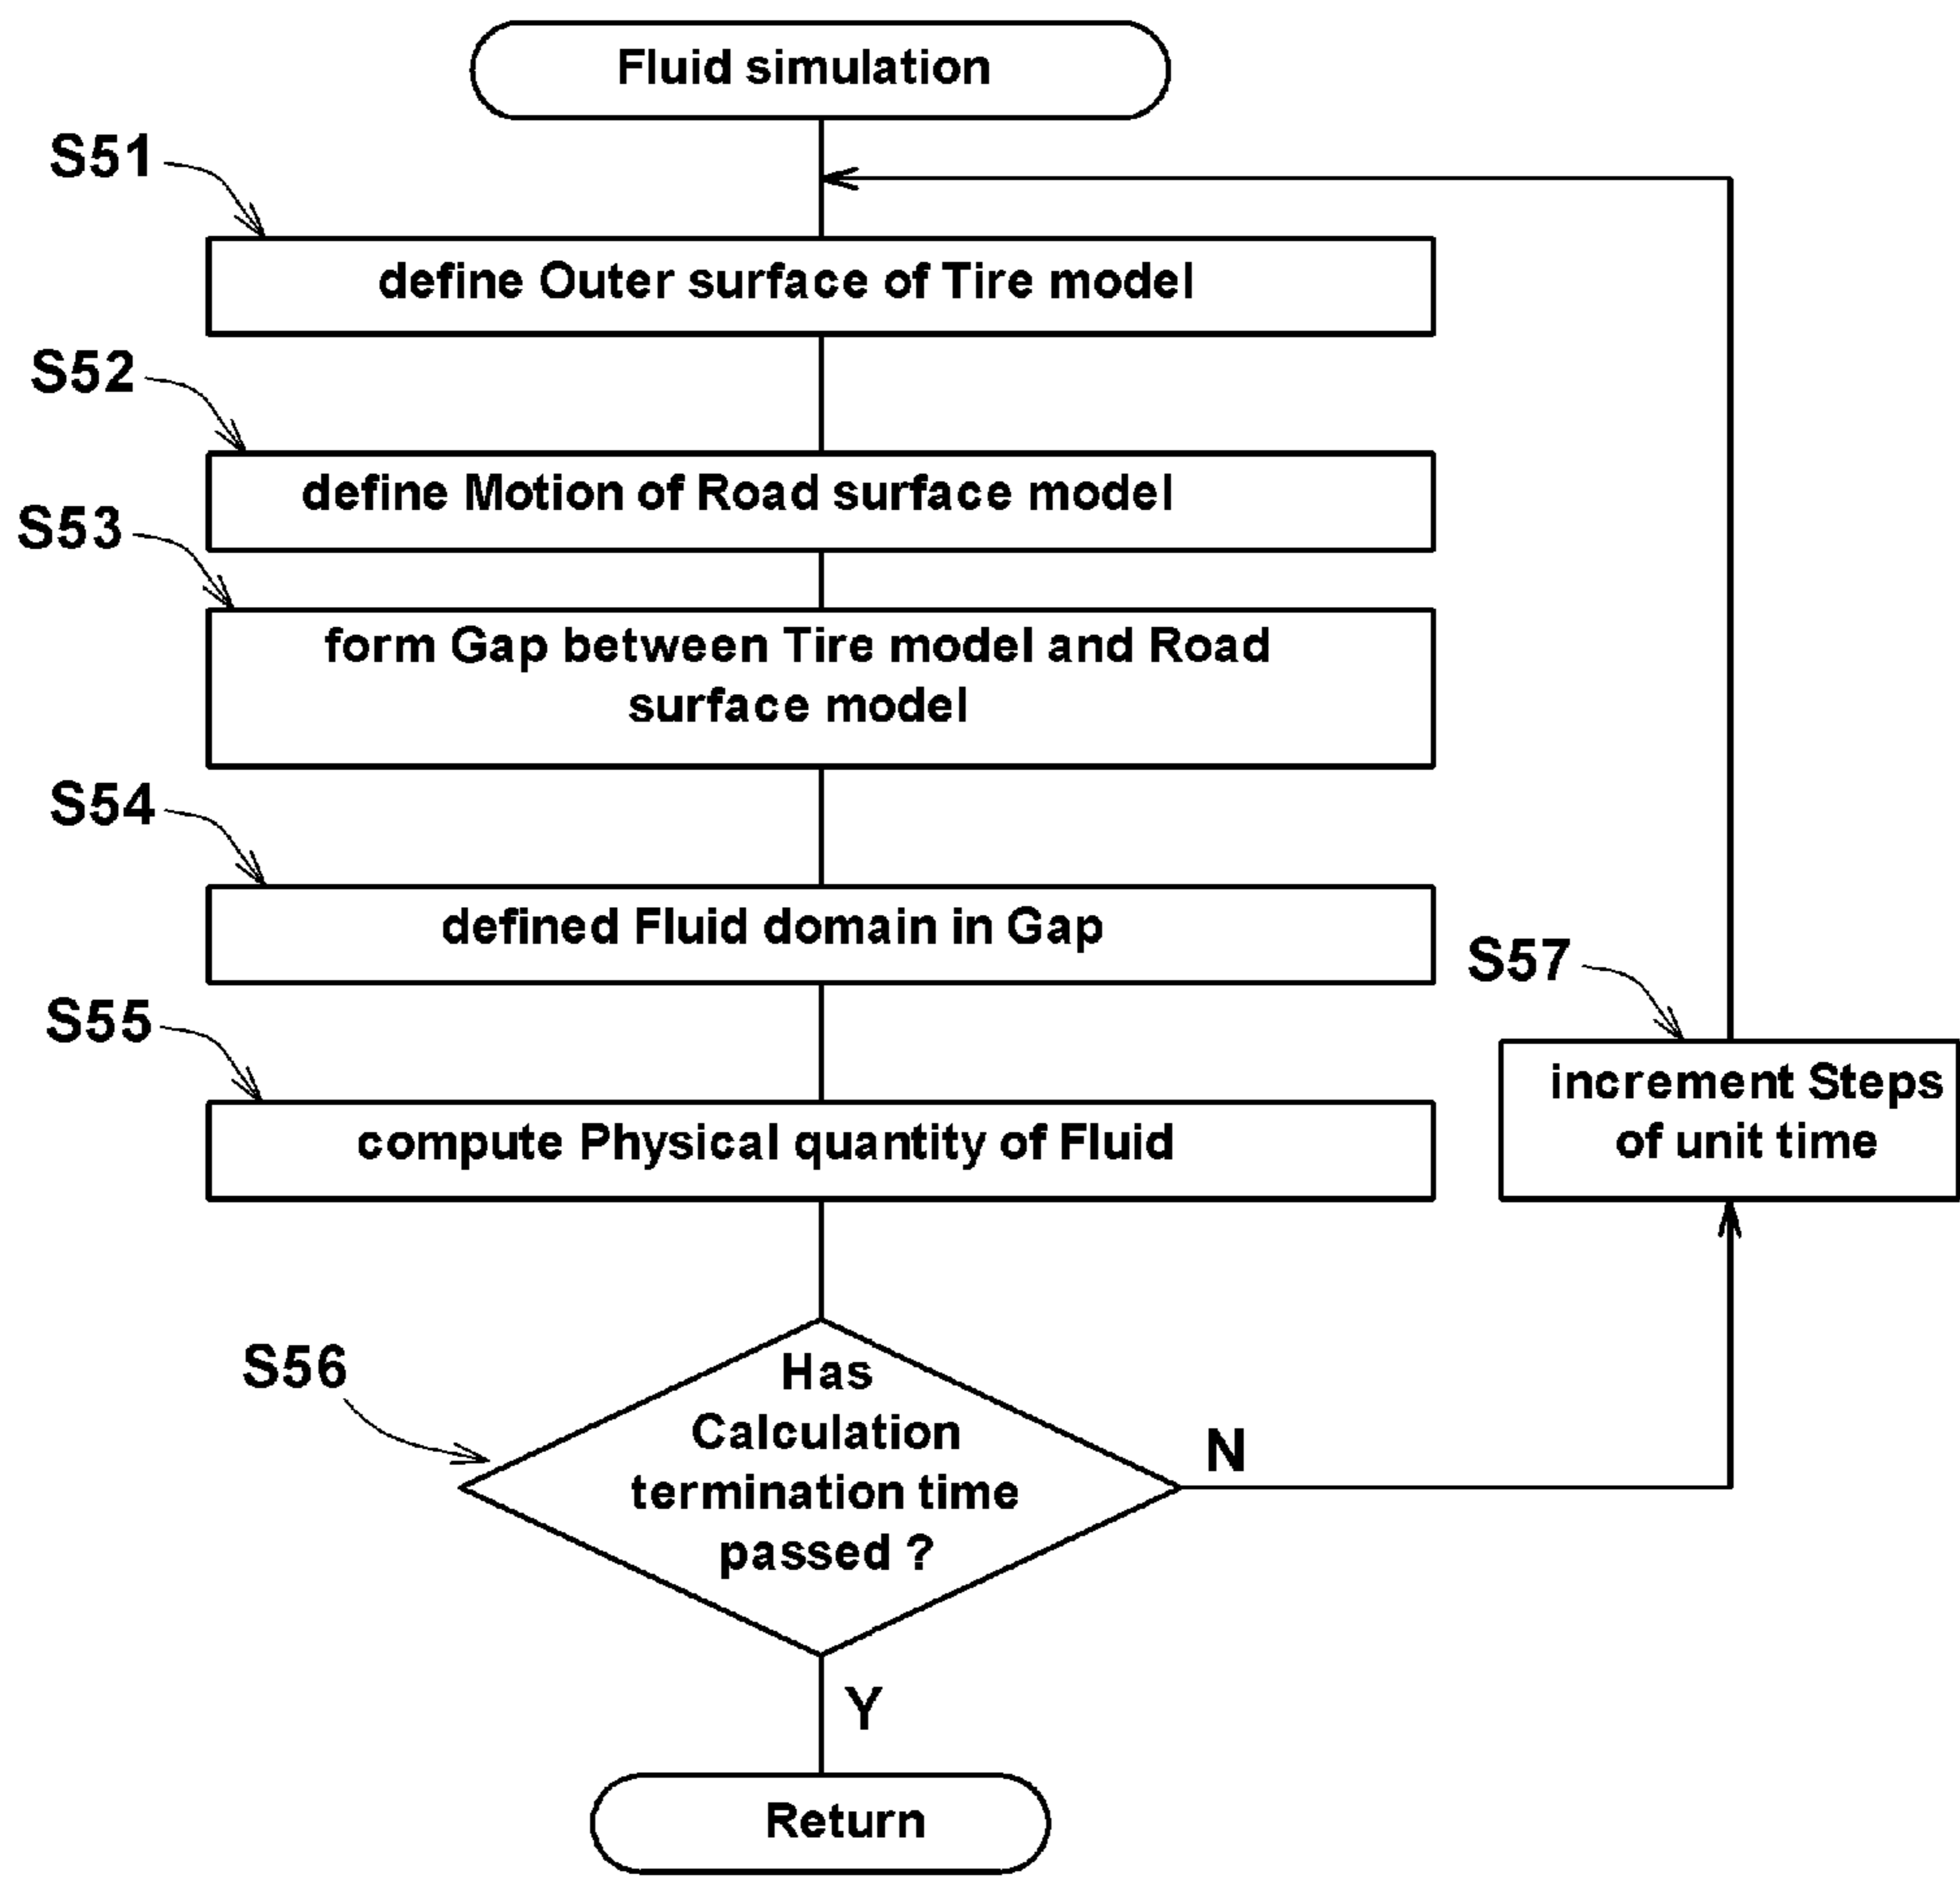 Fluid simulation
S51
define Outer surface of Tire model
S52
define Motion of Road surface model
S53
form Gap between Tire model and Road
surface model
S54
defined Fluid domain in Gap
S55
compute Physical quantity of Fluid
S57
increment Steps
of unit time
S56
Has
Calculation
termination time
passed ?
N
Y
Return